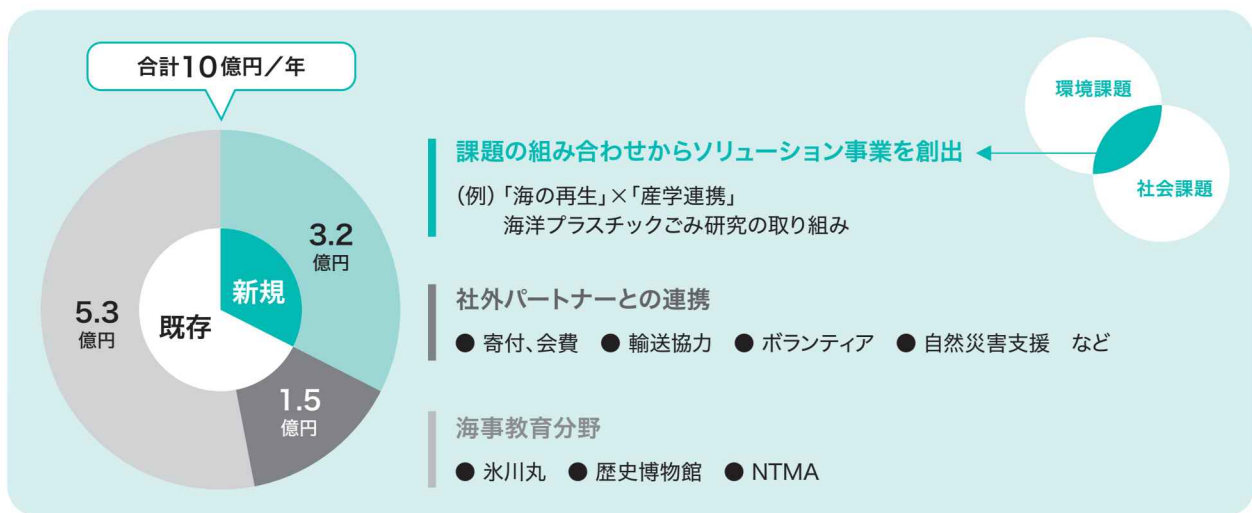 合計10億円／年
3.2
億円
新規
既存
5.3
億円
1.5
億円
課題の組み合わせからソリューション事業を創出
（例）「海の再生」×「産学連携」
海洋プラスチックごみ研究の取り組み
環境課題
社会課題
社外パートナーとの連携
● 寄付、会費　● 輸送協力　● ボランティア　● 自然災害支援　など
海事教育分野
● 氷川丸　● 歴史博物館　● NTMA